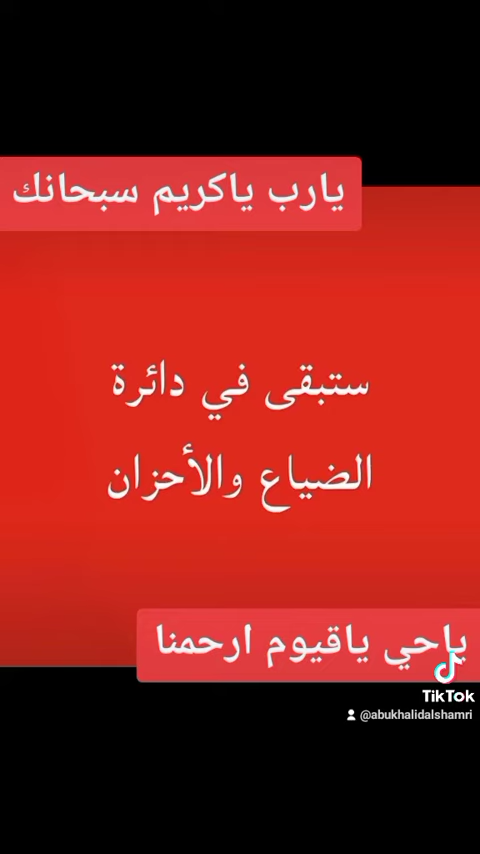 يارب ياكريم سبحانك
ستبقى في دائرة
الضياع والأحزان
ياحي ياقيوم ارحمنا
TikTok
@abukhalidalshamri